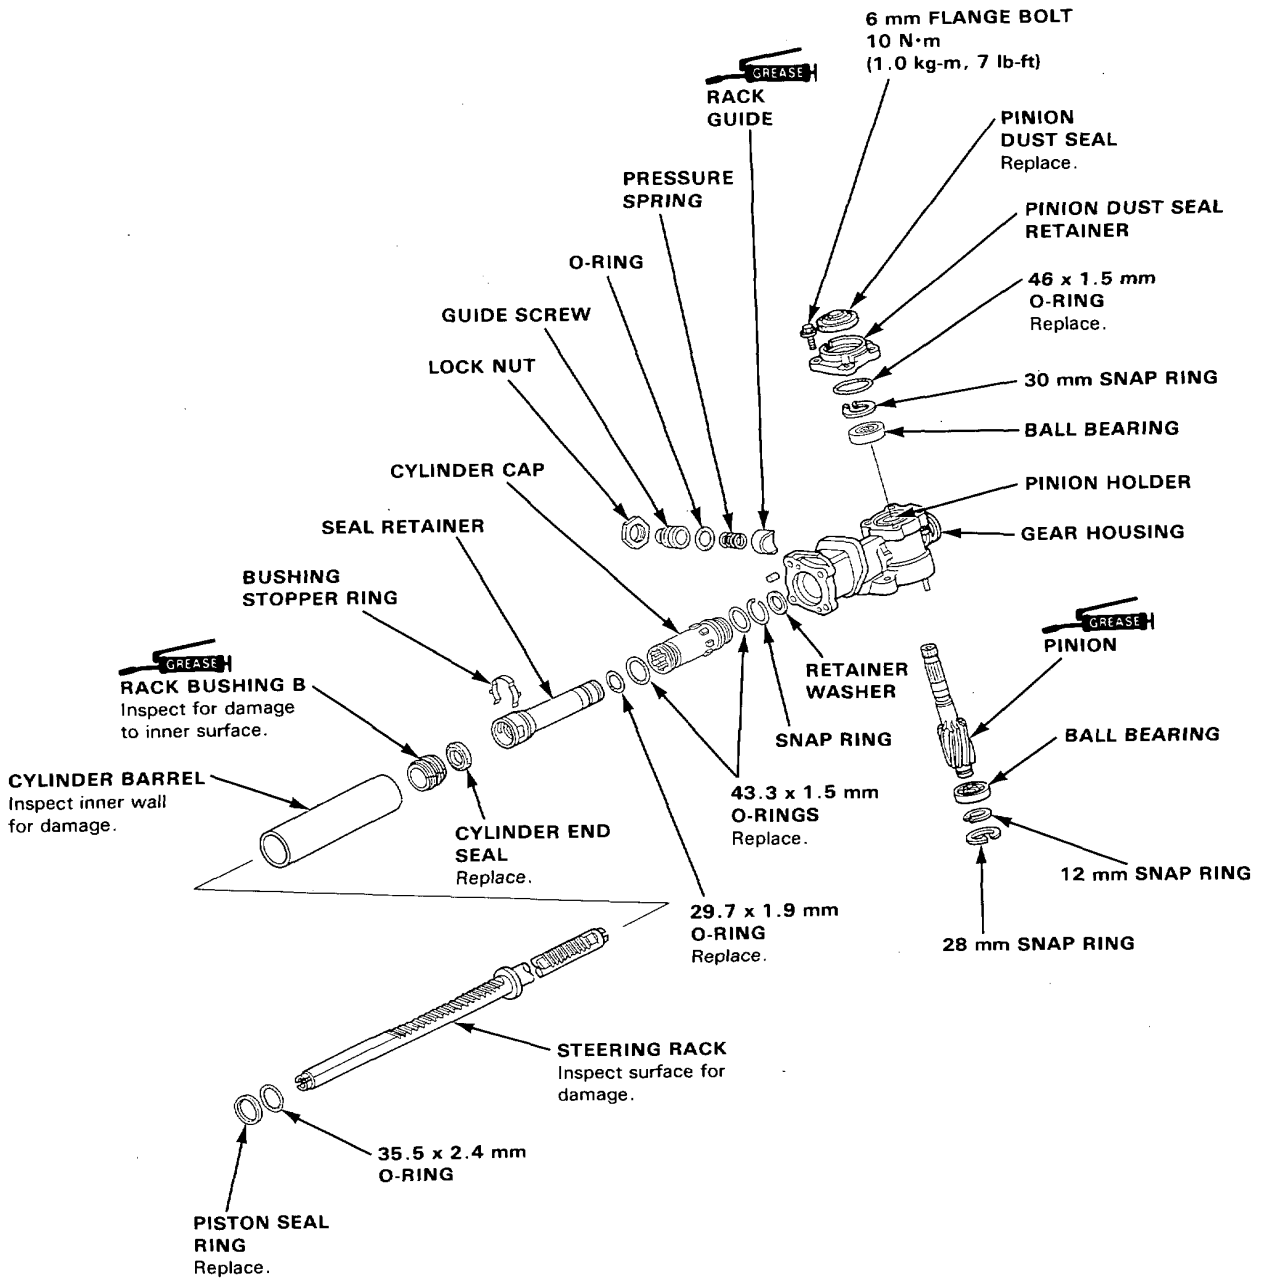 6 mm FLANGE BOLT
10 N·m
(1.0 kg-m, 7 lb-ft)
GREASE
RACK
GUIDE
PINION
DUST SEAL
Replace.
PRESSURE
SPRING
PINION DUST SEAL
RETAINER
O-RING
46 x 1.5 mm
O-RING
Replace.
GUIDE SCREW
LOCK NUT
30 mm SNAP RING
BALL BEARING
CYLINDER CAP
PINION HOLDER
SEAL RETAINER
GEAR HOUSING
BUSHING
STOPPER RING
GREASE
PINION
GREASE
RACK BUSHING B
Inspect for damage
to inner surface.
RETAINER
WASHER
SNAP RING
BALL BEARING
CYLINDER BARREL
Inspect inner wall
for damage.
43.3 x 1.5 mm
O-RINGS
Replace.
CYLINDER END
SEAL
Replace.
12 mm SNAP RING
29.7 x 1.9 mm
O-RING
Replace.
28 mm SNAP RING
STEERING RACK
Inspect surface for
damage.
35.5 x 2.4 mm
O-RING
PISTON SEAL
RING
Replace.